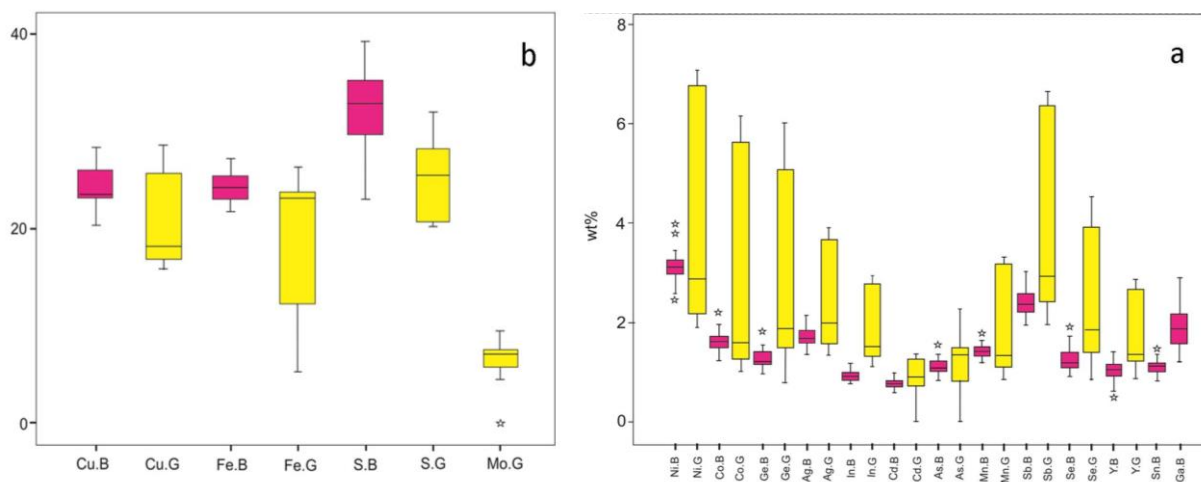 b
40
20
0
Cu.B Cu.G Fe.B Fe.G S.B S.G Mo.G
a
8
6
wt%
4
2
0
Ni.B Ni.G Co.B Co.G Ge.B Ge.G Ag.B Ag.G In.B In.G Cd.B Cd.G As.B As.G Mn.B Mn.G Sb.B Sb.G Se.B Se.G Y.B Y.G Sn.B Ga.B